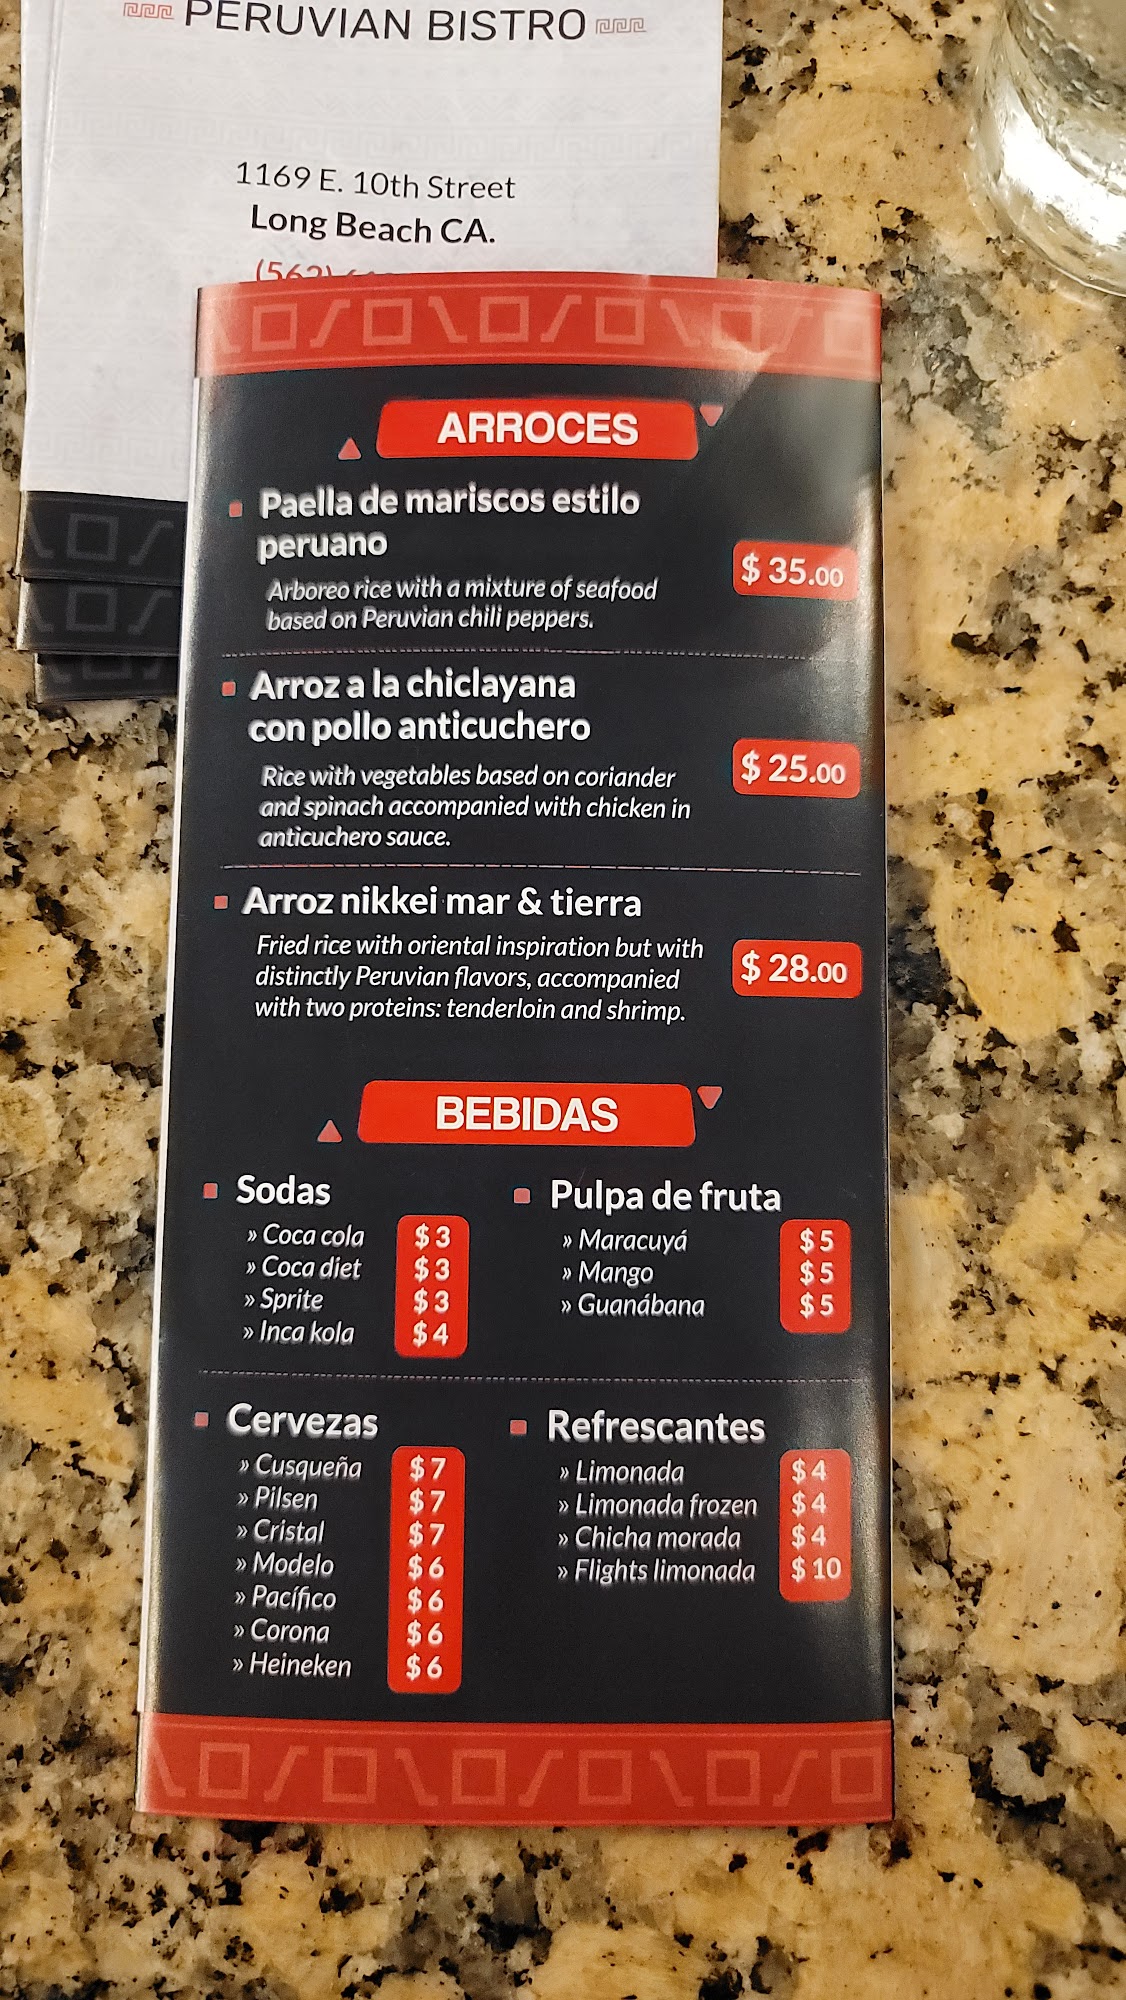 PERUVIAN BISTRO
1169 E. 10th Street
Long Beach CA.
(562)
ARROCES
Paella de mariscos estilo
peruano
$ 35.00
Arboreo rice with a mixture of seafood
based on Peruvian chili peppers.
Arroz a la chiclayana
con pollo anticuchero
$ 25.00
Rice with vegetables based on coriander
and spinach accompanied with chicken in
anticuchero sauce.
Arroz nikkei mar & tierra
Fried rice with oriental inspiration but with
distinctly Peruvian flavors, accompanied
with two proteins: tenderloin and shrimp.
$ 28.00
BEBIDAS
Sodas
» Coca cola $ 3
» Coca diet $ 3
» Sprite $ 3
» Inca kola $ 4
Pulpa de fruta
» Maracuyá $ 5
» Mango $ 5
» Guanábana $ 5
Cervezas
» Cusqueña $ 7
» Pilsen $ 7
» Cristal $ 7
» Modelo $ 6
» Pacífico $ 6
» Corona $ 6
» Heineken $ 6
Refrescantes
» Limonada $ 4
» Limonada frozen $ 4
» Chicha morada $ 4
» Flights limonada $ 10